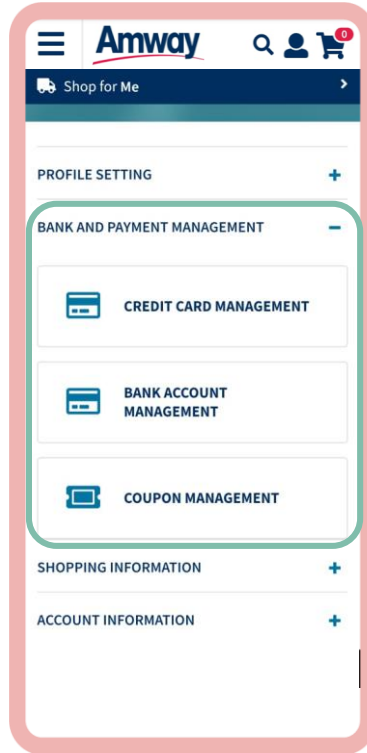 Amway
0
Shop for Me
PROFILE SETTING
BANK AND PAYMENT MANAGEMENT
CREDIT CARD MANAGEMENT
BANK ACCOUNT
MANAGEMENT
COUPON MANAGEMENT
SHOPPING INFORMATION
ACCOUNT INFORMATION